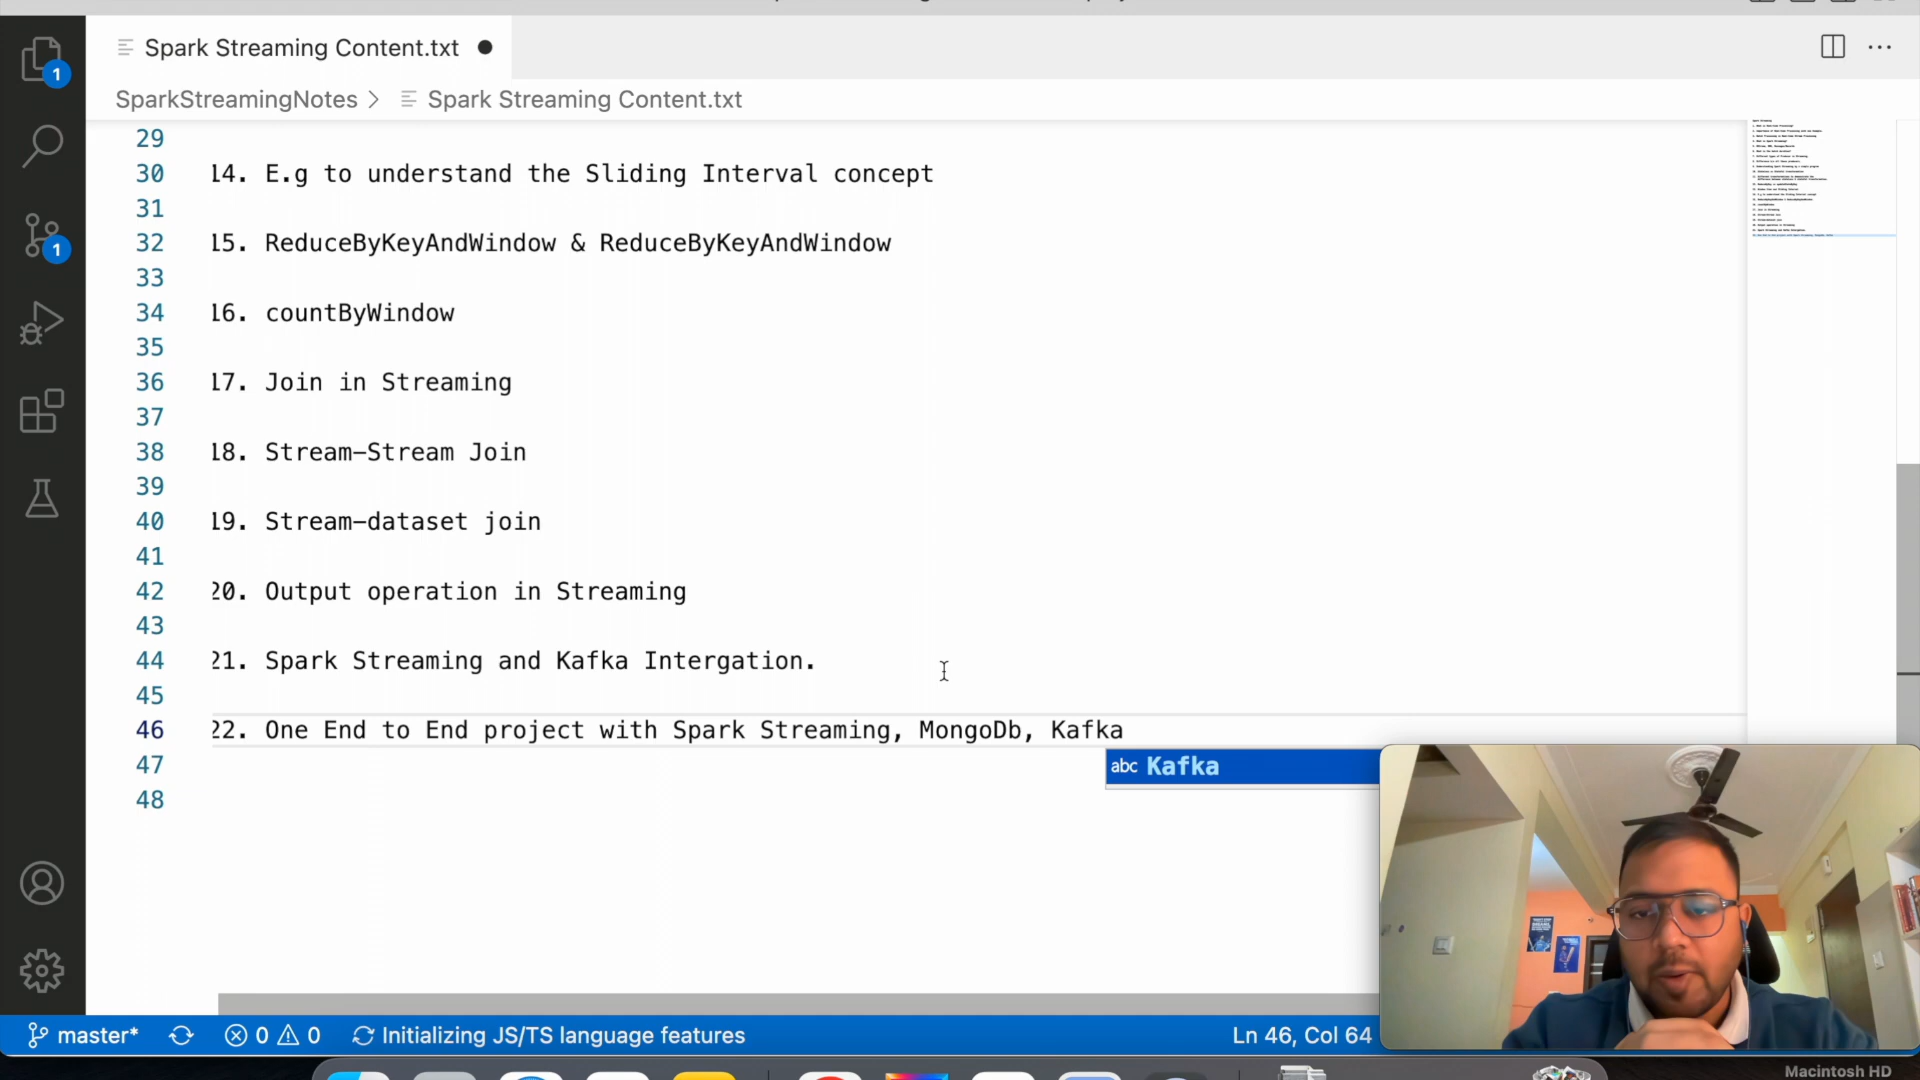 Spark Streaming Content.txt
1
SparkStreamingNotes > Spark Streaming Content.txt
29
30 14. E.g to understand the Sliding Interval concept
31
32 15. ReduceByKeyAndWindow & ReduceByKeyAndWindow
33
1
34 16. countByWindow
35
36 17. Join in Streaming
37
38 18. Stream-Stream Join
39
40 19. Stream-dataset join
41
42 20. Output operation in Streaming
43
44 21. Spark Streaming and Kafka Intergation.
45
46 22. One End to End project with Spark Streaming, MongoDb, Kafka
47
abc Kafka
48
master* 0 0 Initializing JS/TS language features Ln 46, Col 64
Macintosh HD